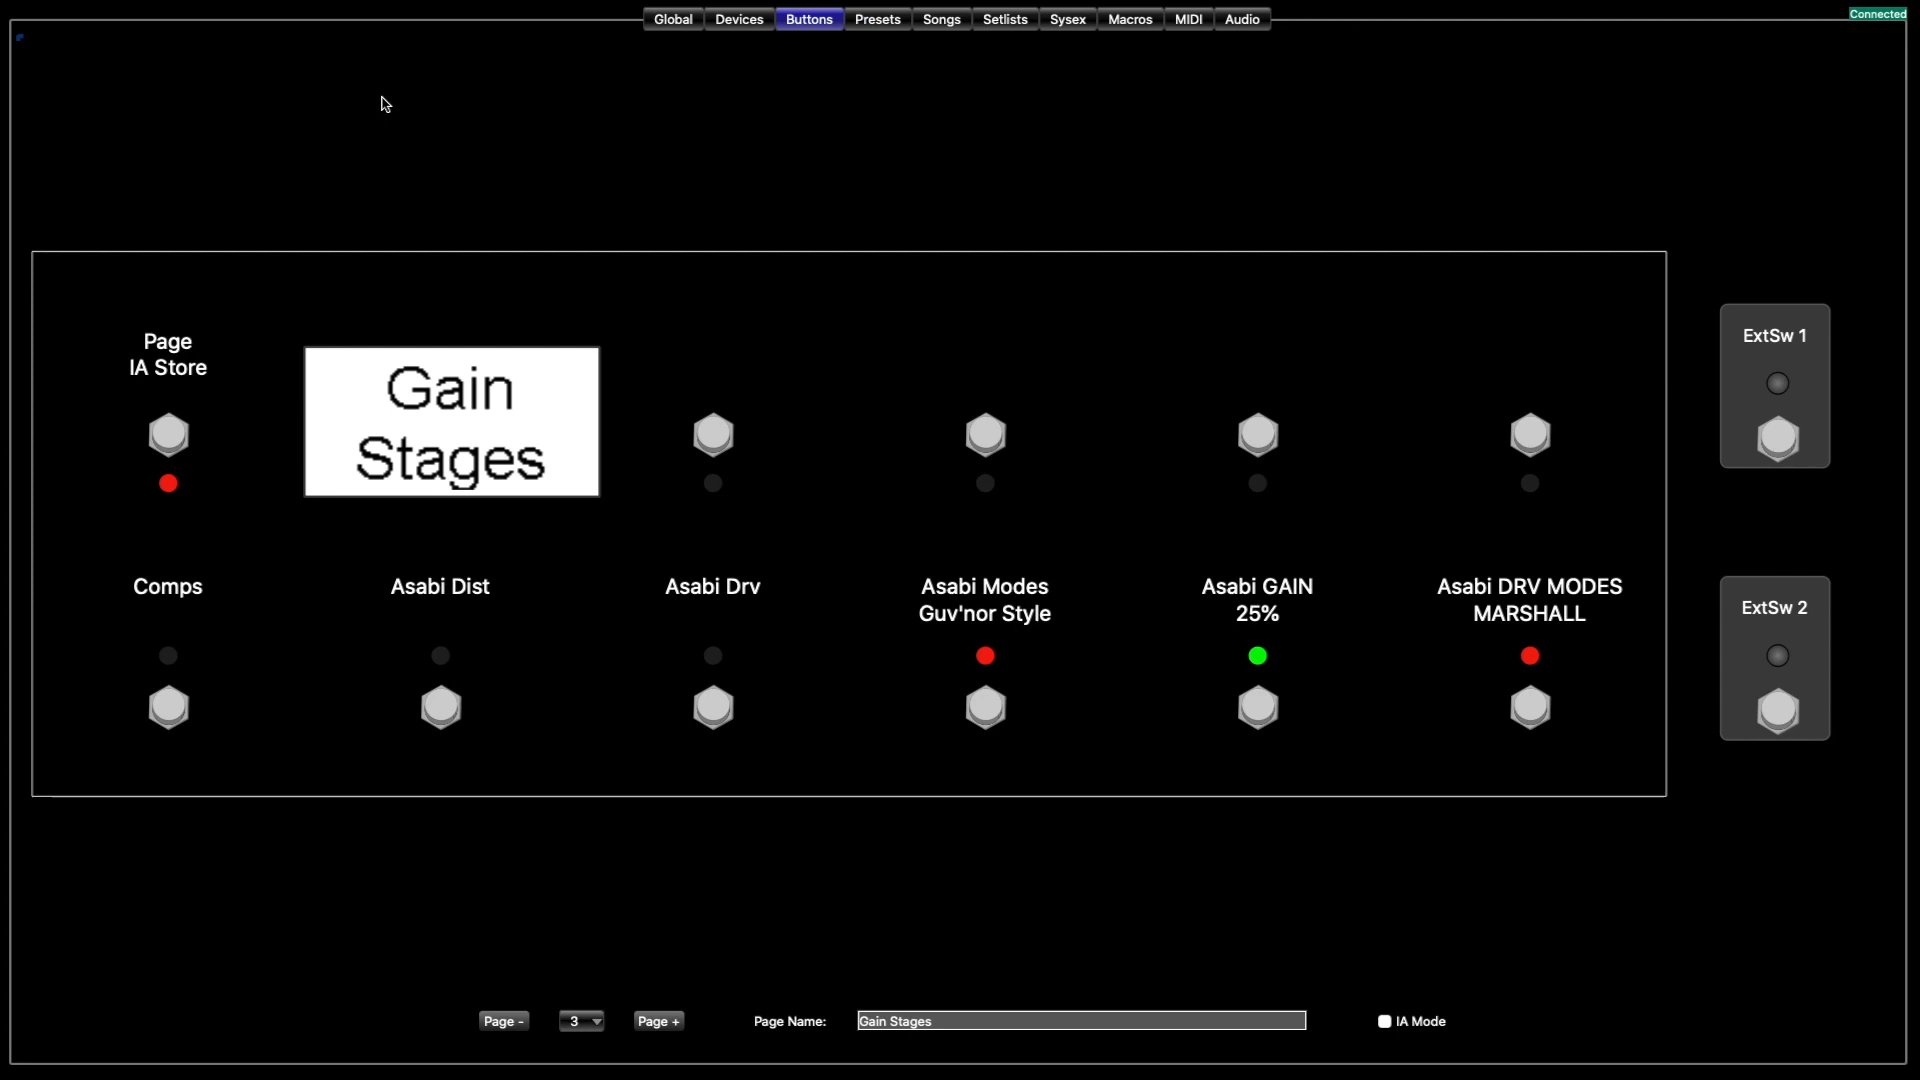 Global Devices Buttons Presets Songs Setlists Sysex Macros MIDI Audio
Connected
Page
IA Store
Gain
Stages
ExtSw 1
Comps
Asabi Dist
Asabi Drv
Asabi Modes
Guv'nor Style
Asabi GAIN
25%
Asabi DRV MODES
MARSHALL
ExtSw 2
Page - 3 Page + Page Name: Gain Stages IA Mode